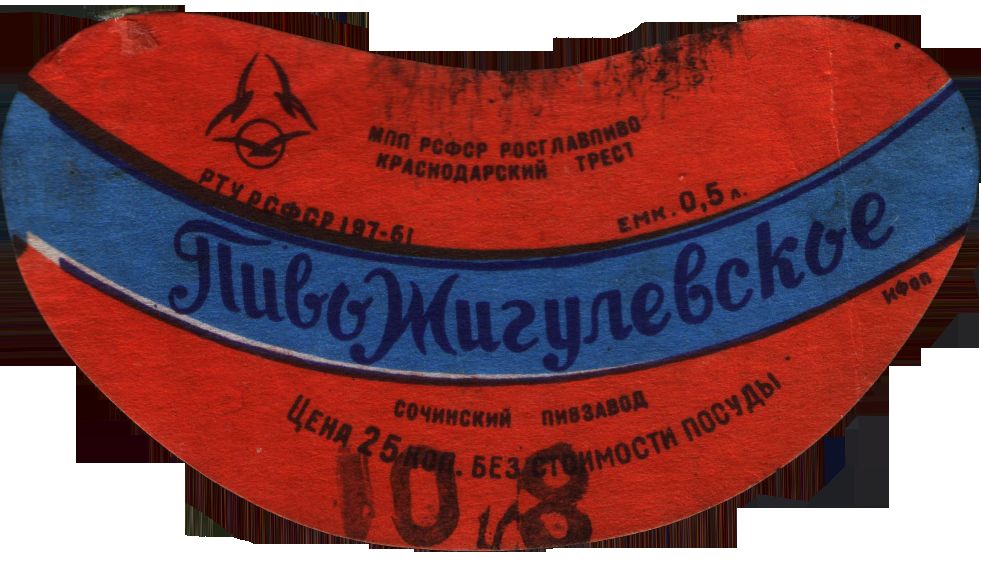 МПП РСФСР РОСГЛАВПИВО
КРАСНОДАРСКИЙ ТРЕСТ
РТУ РСФСР 197-61
ЕМК. 0,5 л.
Пиво Жигулевское
ИФОП
СОЧИНСКИЙ ПИВЗАВОД
ЦЕНА 25 КОП. БЕЗ СТОИМОСТИ ПОСУДЫ
10 8